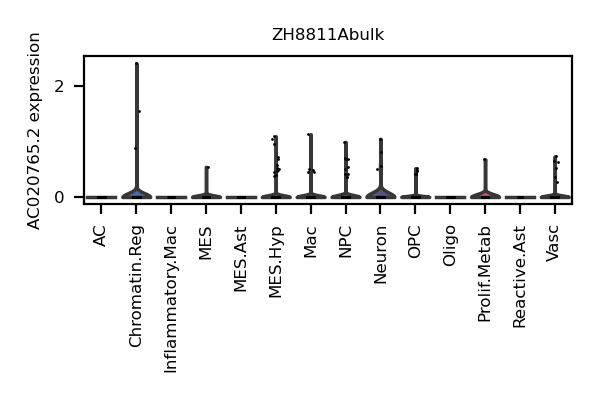 ZH8811Abulk
AC020765.2 expression
2
0
AC
Chromatin.Reg
Inflammatory.Mac
MES
MES.Ast
MES.Hyp
Mac
NPC
Neuron
OPC
Oligo
Prolif.Metab
Reactive.Ast
Vasc